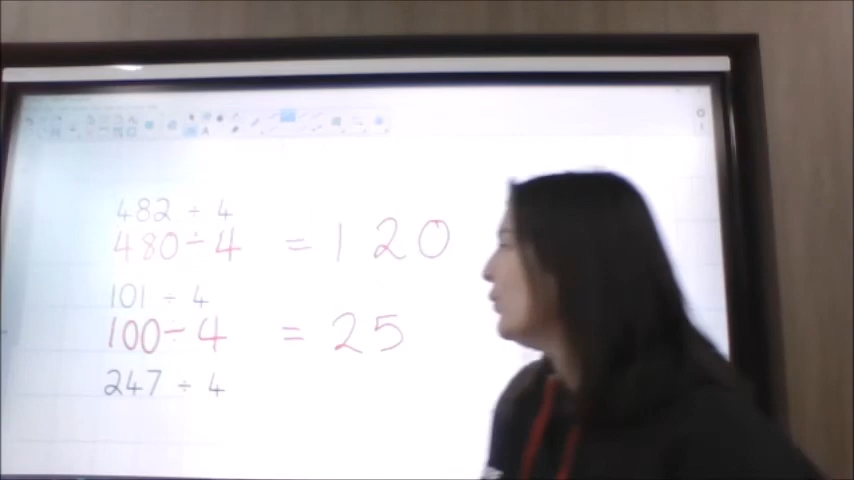 482 ÷ 4
480 ÷ 4 = 120
101 ÷ 4
100 ÷ 4 = 25
247 ÷ 4